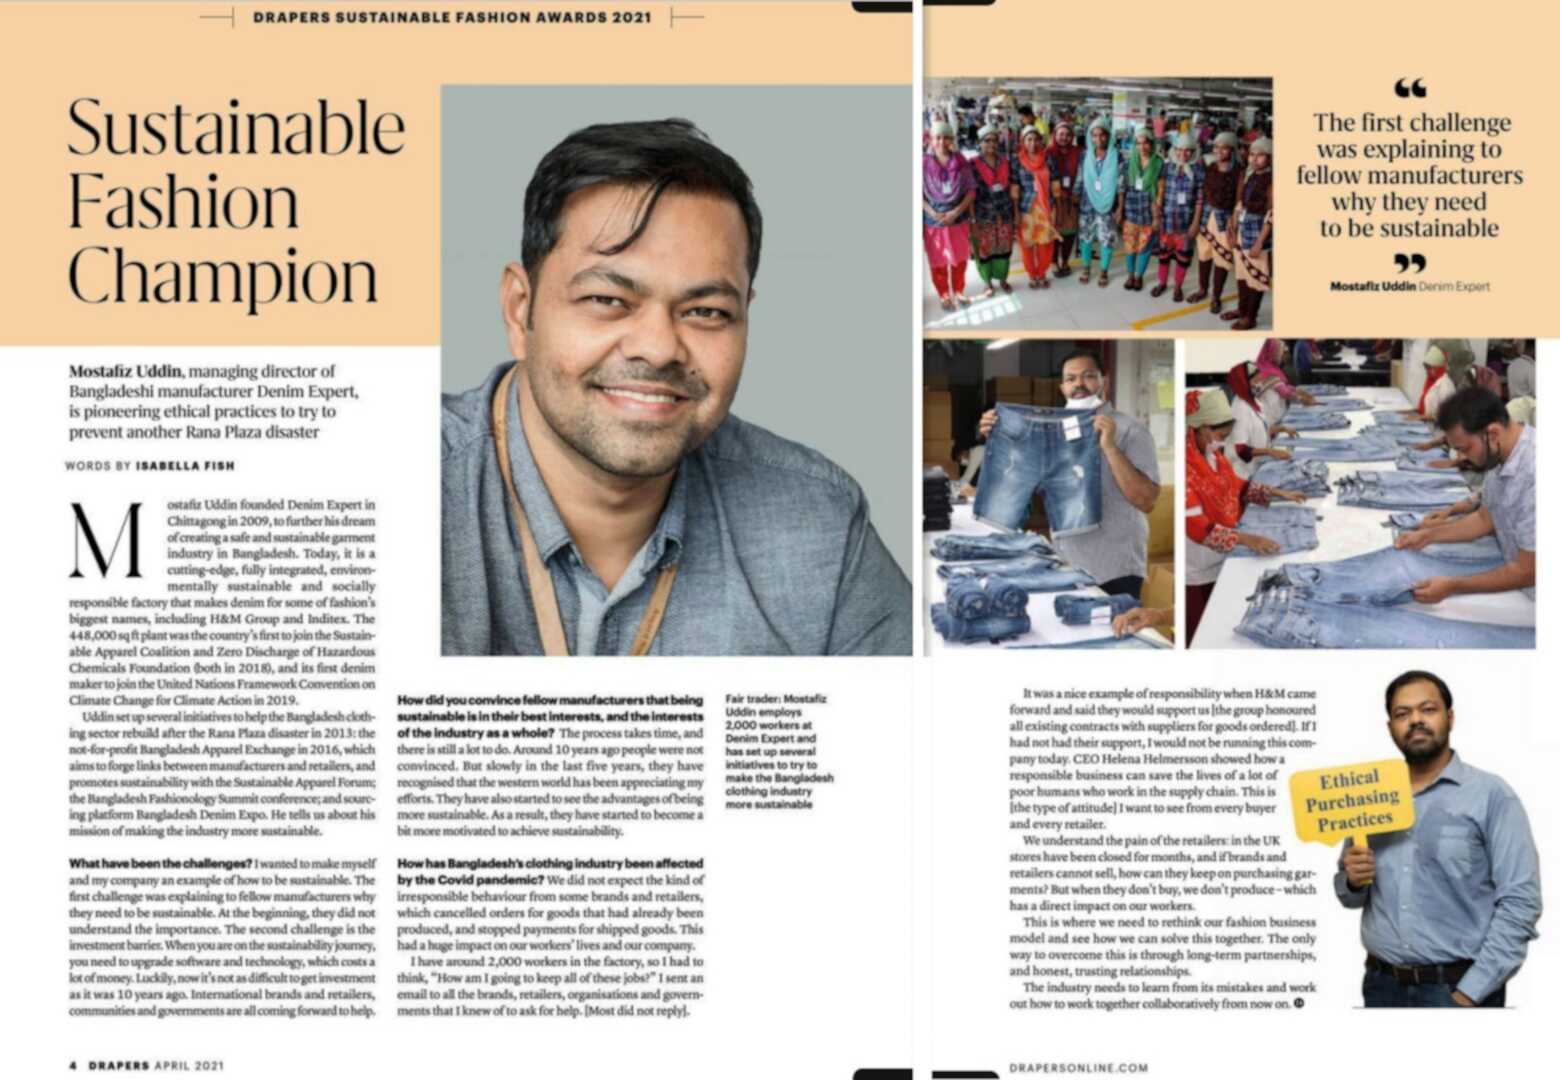 DRAPERS SUSTAINABLE FASHION AWARDS 2021
Sustainable
Fashion
Champion
Mostafiz Uddin, managing director of
Bangladeshi manufacturer Denim Expert,
is pioneering ethical practices to try to
prevent another Rana Plaza disaster
WORDS BY ISABELLA FISH
Mostafiz Uddin founded Denim Expert in
Chittagong in 2009, to further his dream
of creating a safe and sustainable garment
industry in Bangladesh. Today, it is a
cutting-edge, fully integrated, environ-
mentally sustainable and socially
responsible factory that makes denim for some of fashion's
biggest names, including H&M Group and Inditex. The
448,000 sq ft plant was the country's first to join the Sustain-
able Apparel Coalition and Zero Discharge of Hazardous
Chemicals Foundation (both in 2018), and its first denim
maker to join the United Nations Framework Convention on
Climate Change for Climate Action in 2019.
Uddin set up several initiatives to help the Bangladesh cloth-
ing sector rebuild after the Rana Plaza disaster in 2013: the
not-for-profit Bangladesh Apparel Exchange in 2016, which
aims to forge links between manufacturers and retailers, and
promotes sustainability with the Sustainable Apparel Forum;
the Bangladesh Fashionology Summit conference; and sourc-
ing platform Bangladesh Denim Expo. He tells us about his
mission of making the industry more sustainable.
What have been the challenges? I wanted to make myself
and my company an example of how to be sustainable. The
first challenge was explaining to fellow manufacturers why
they need to be sustainable. At the beginning, they did not
understand the importance. The second challenge is the
investment barrier. When you are on the sustainability journey,
you need to upgrade software and technology, which costs a
lot of money. Luckily, now it's not as difficult to get investment
as it was 10 years ago. International brands and retailers,
communities and governments are all coming forward to help.
How did you convince fellow manufacturers that being
sustainable is in their best interests, and the interests
of the industry as a whole? The process takes time, and
there is still a lot to do. Around 10 years ago people were not
convinced. But slowly in the last five years, they have
recognised that the western world has been appreciating my
efforts. They have also started to see the advantages of being
more sustainable. As a result, they have started to become a
bit more motivated to achieve sustainability.
How has Bangladesh's clothing industry been affected
by the Covid pandemic? We did not expect the kind of
irresponsible behaviour from some brands and retailers,
which cancelled orders for goods that had already been
produced, and stopped payments for shipped goods. This
had a huge impact on our workers' lives and our company.
I have around 2,000 workers in the factory, so I had to
think, "How am I going to keep all of these jobs?" I sent an
email to all the brands, retailers, organisations and govern-
ments that I knew of to ask for help. [Most did not reply].
Fair trader: Mostafiz
Uddin employs
2,000 workers at
Denim Expert and
has set up several
initiatives to try to
make the Bangladesh
clothing industry
more sustainable
4 DRAPERS APRIL 2021
“
The first challenge
was explaining to
fellow manufacturers
why they need
to be sustainable
”
Mostafiz Uddin Denim Expert
It was a nice example of responsibility when H&M came
forward and said they would support us [the group honoured
all existing contracts with suppliers for goods ordered]. If I
had not had their support, I would not be running this com-
pany today. CEO Helena Helmersson showed how a
responsible business can save the lives of a lot of
poor humans who work in the supply chain. This is
[the type of attitude] I want to see from every buyer
and every retailer.
We understand the pain of the retailers: in the UK
stores have been closed for months, and if brands and
retailers cannot sell, how can they keep on purchasing gar-
ments? But when they don't buy, we don't produce – which
has a direct impact on our workers.
This is where we need to rethink our fashion business
model and see how we can solve this together. The only
way to overcome this is through long-term partnerships,
and honest, trusting relationships.
The industry needs to learn from its mistakes and work
out how to work together collaboratively from now on.
Ethical
Purchasing
Practices
DRAPERSONLINE.COM